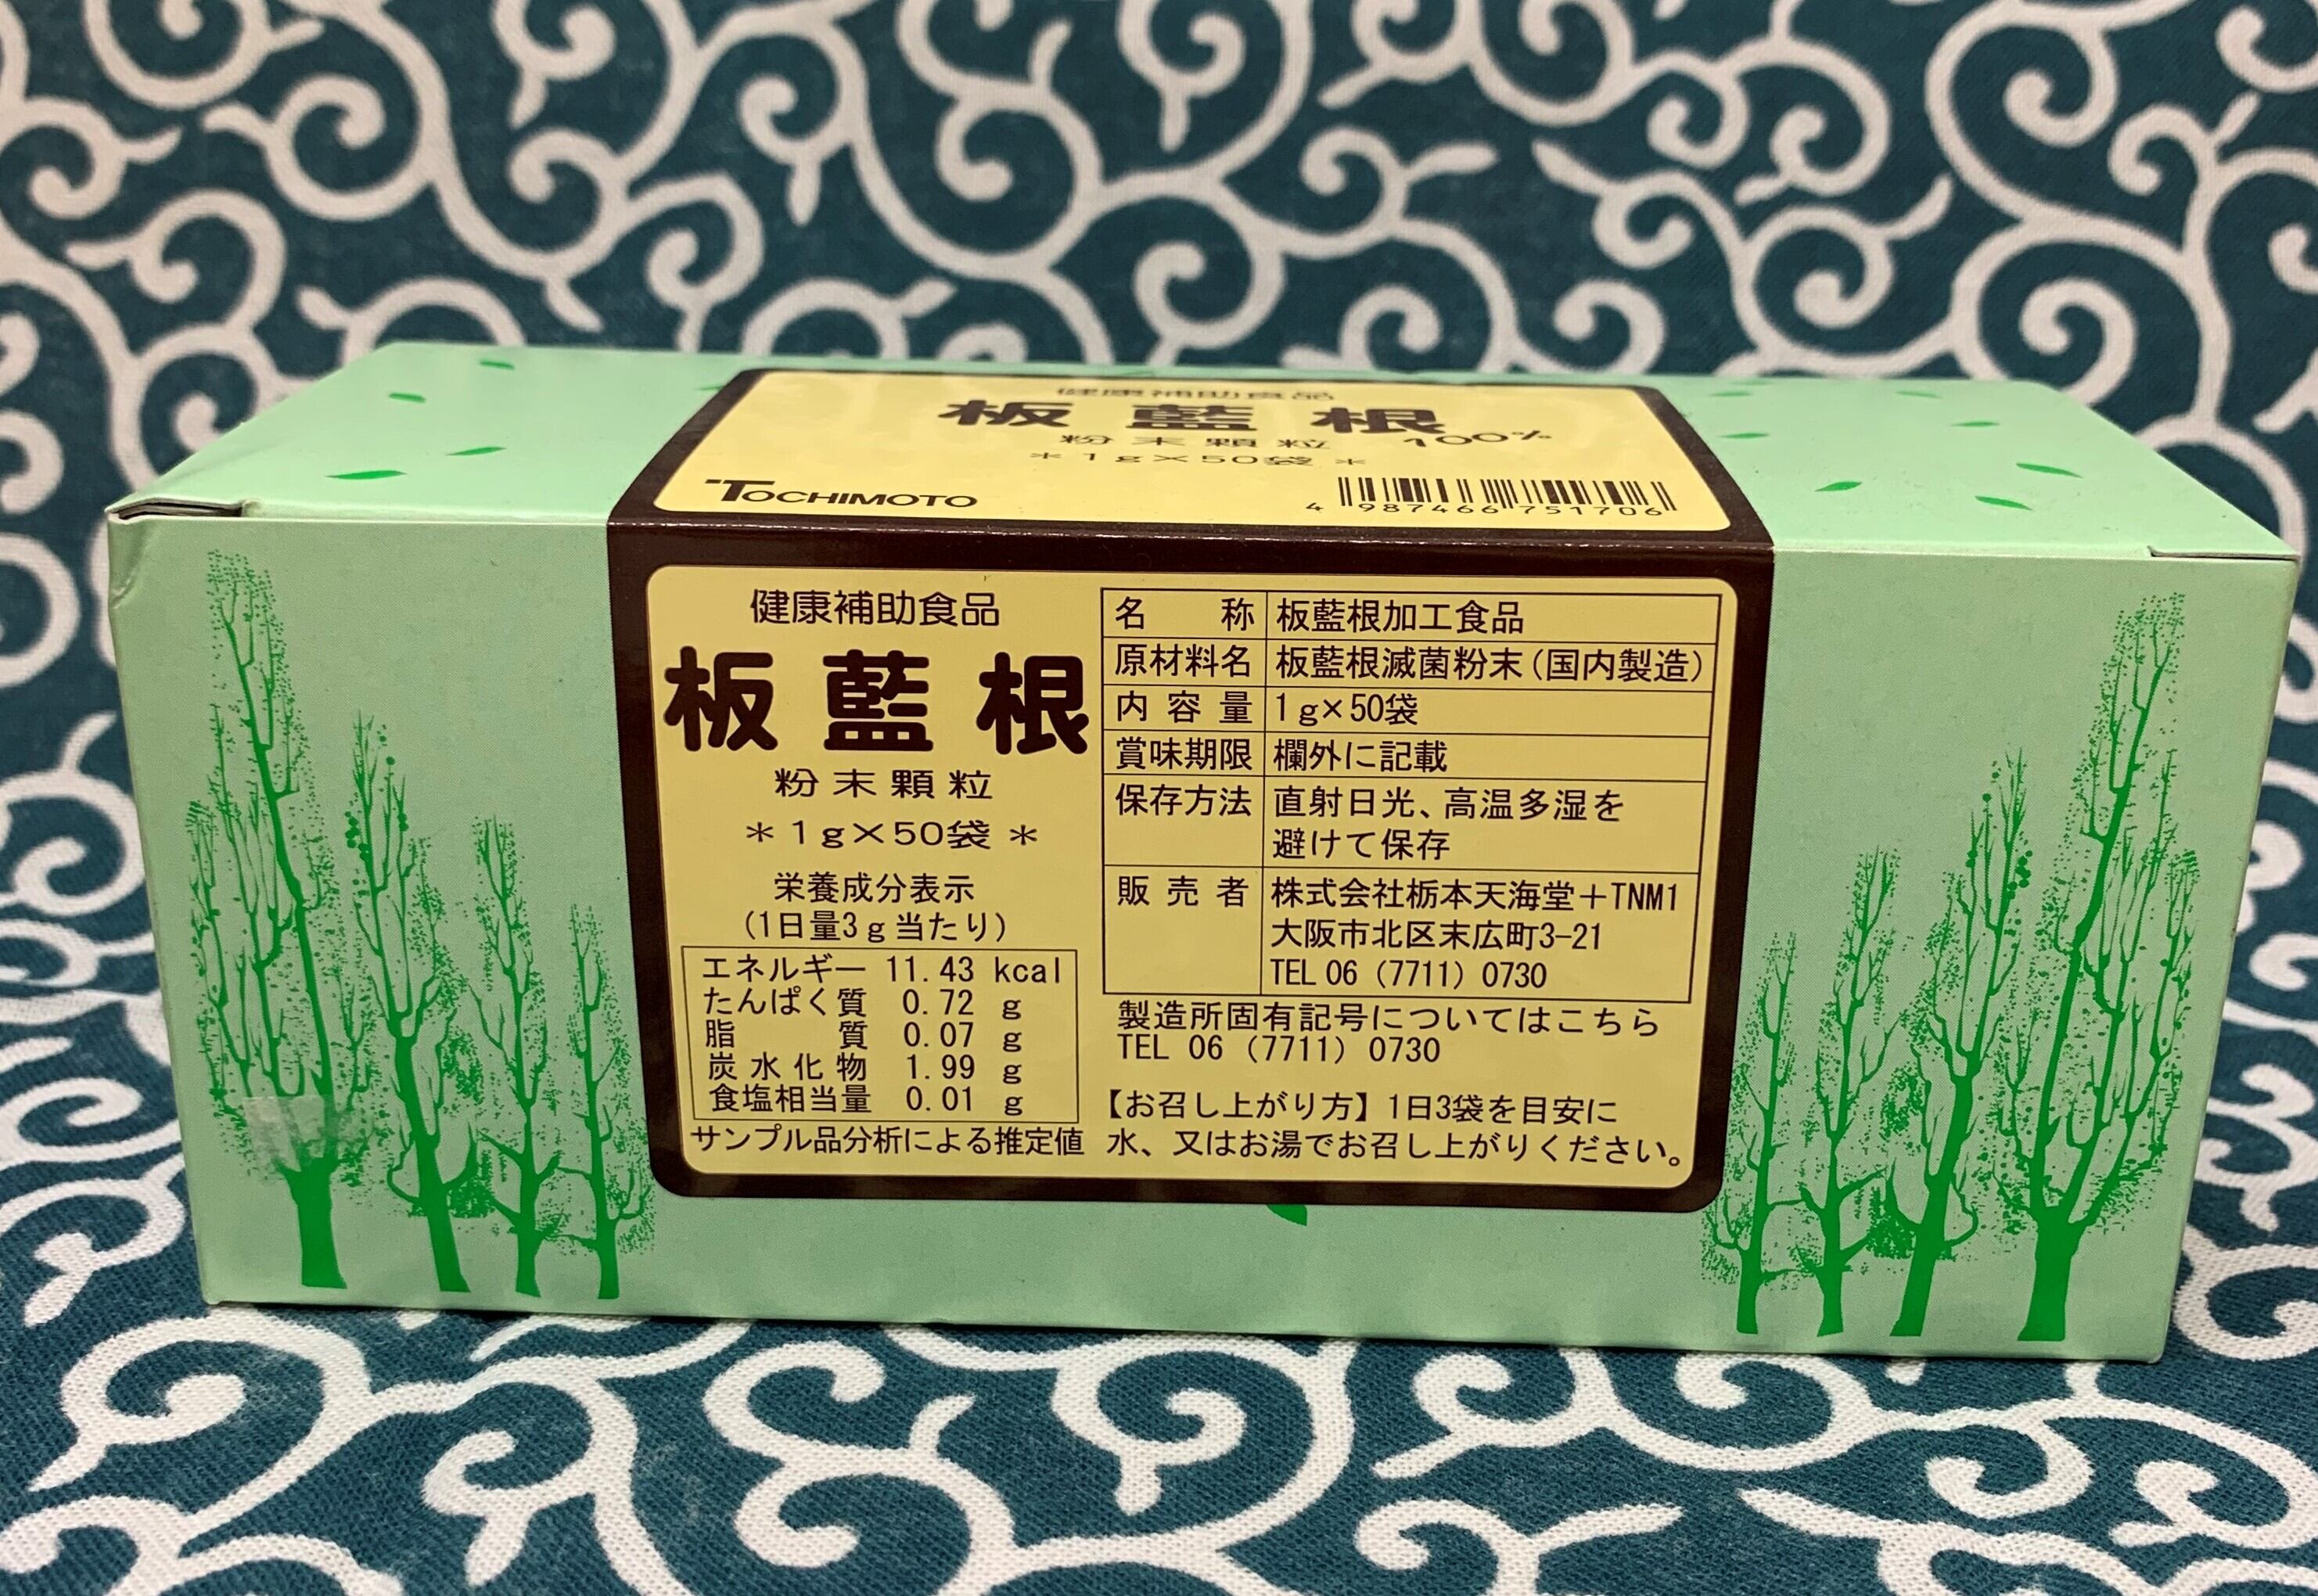 健康補助食品
板藍根
粉末顆粒 100%
＊1g×50袋＊
TOCHIMOTO
4 987466 751706
健康補助食品
板藍根
粉末顆粒
＊1g×50袋＊
栄養成分表示
(1日量3g当たり)
エネルギー 11.43 kcal
たんぱく質 0.72 g
脂質 0.07 g
炭水化物 1.99 g
食塩相当量 0.01 g
サンプル品分析による推定値
名称 板藍根加工食品
原材料名 板藍根滅菌粉末(国内製造)
内容量 1g×50袋
賞味期限 欄外に記載
保存方法 直射日光、高温多湿を
避けて保存
販売者 株式会社栃本天海堂＋TNM1
大阪市北区末広町3-21
TEL 06 (7711) 0730
製造所固有記号についてはこちら
TEL 06 (7711) 0730
【お召し上がり方】1日3袋を目安に
水、又はお湯でお召し上がりください。